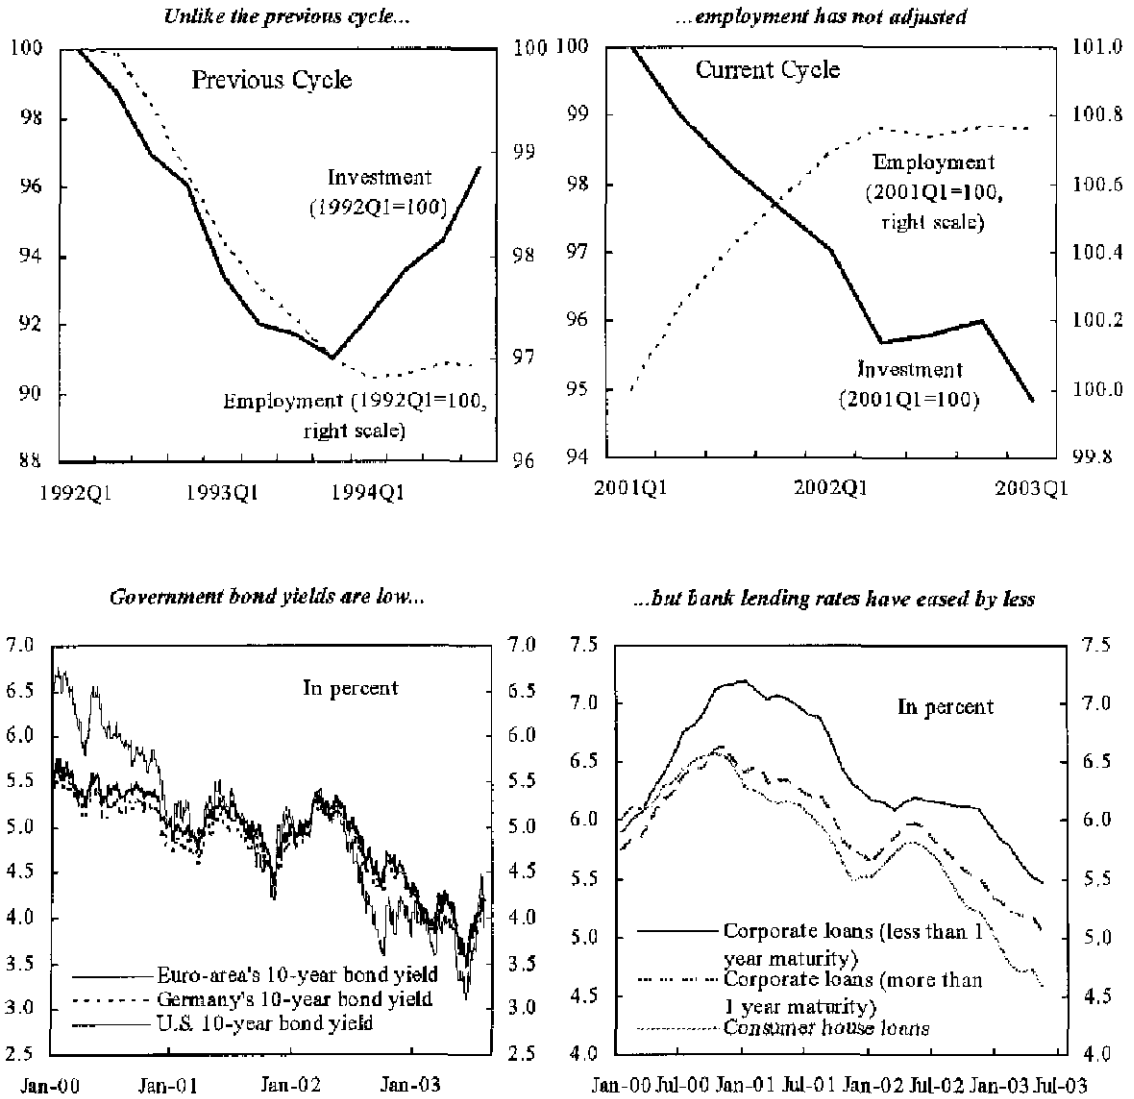 Unlike the previous cycle...
...employment has not adjusted
100
98
96
94
92
90
88
Previous Cycle
Investment
(1992Q1=100)
Employment (1992Q1=100,
right scale)
100
99
98
97
96
1992Q1
1993Q1
1994Q1
100
99
98
97
96
95
94
Current Cycle
Employment
(2001Q1=100,
right scale)
Investment
(2001Q1=100)
101.0
100.8
100.6
100.4
100.2
100.0
99.8
2001Q1
2002Q1
2003Q1
Government bond yields are low...
...but bank lending rates have eased by less
7.0
6.5
6.0
5.5
5.0
4.5
4.0
3.5
3.0
2.5
In percent
Euro-area's 10-year bond yield
Germany's 10-year bond yield
U.S. 10-year bond yield
7.0
6.5
6.0
5.5
5.0
4.5
4.0
3.5
3.0
2.5
Jan-00
Jan-01
Jan-02
Jan-03
7.5
7.0
6.5
6.0
5.5
5.0
4.5
4.0
In percent
Corporate loans (less than 1
year maturity)
Corporate loans (more than
1 year maturity)
Consumer house loans
7.5
7.0
6.5
6.0
5.5
5.0
4.5
4.0
Jan-00 Jul-00 Jan-01 Jul-01 Jan-02 Jul-02 Jan-03 Jul-03